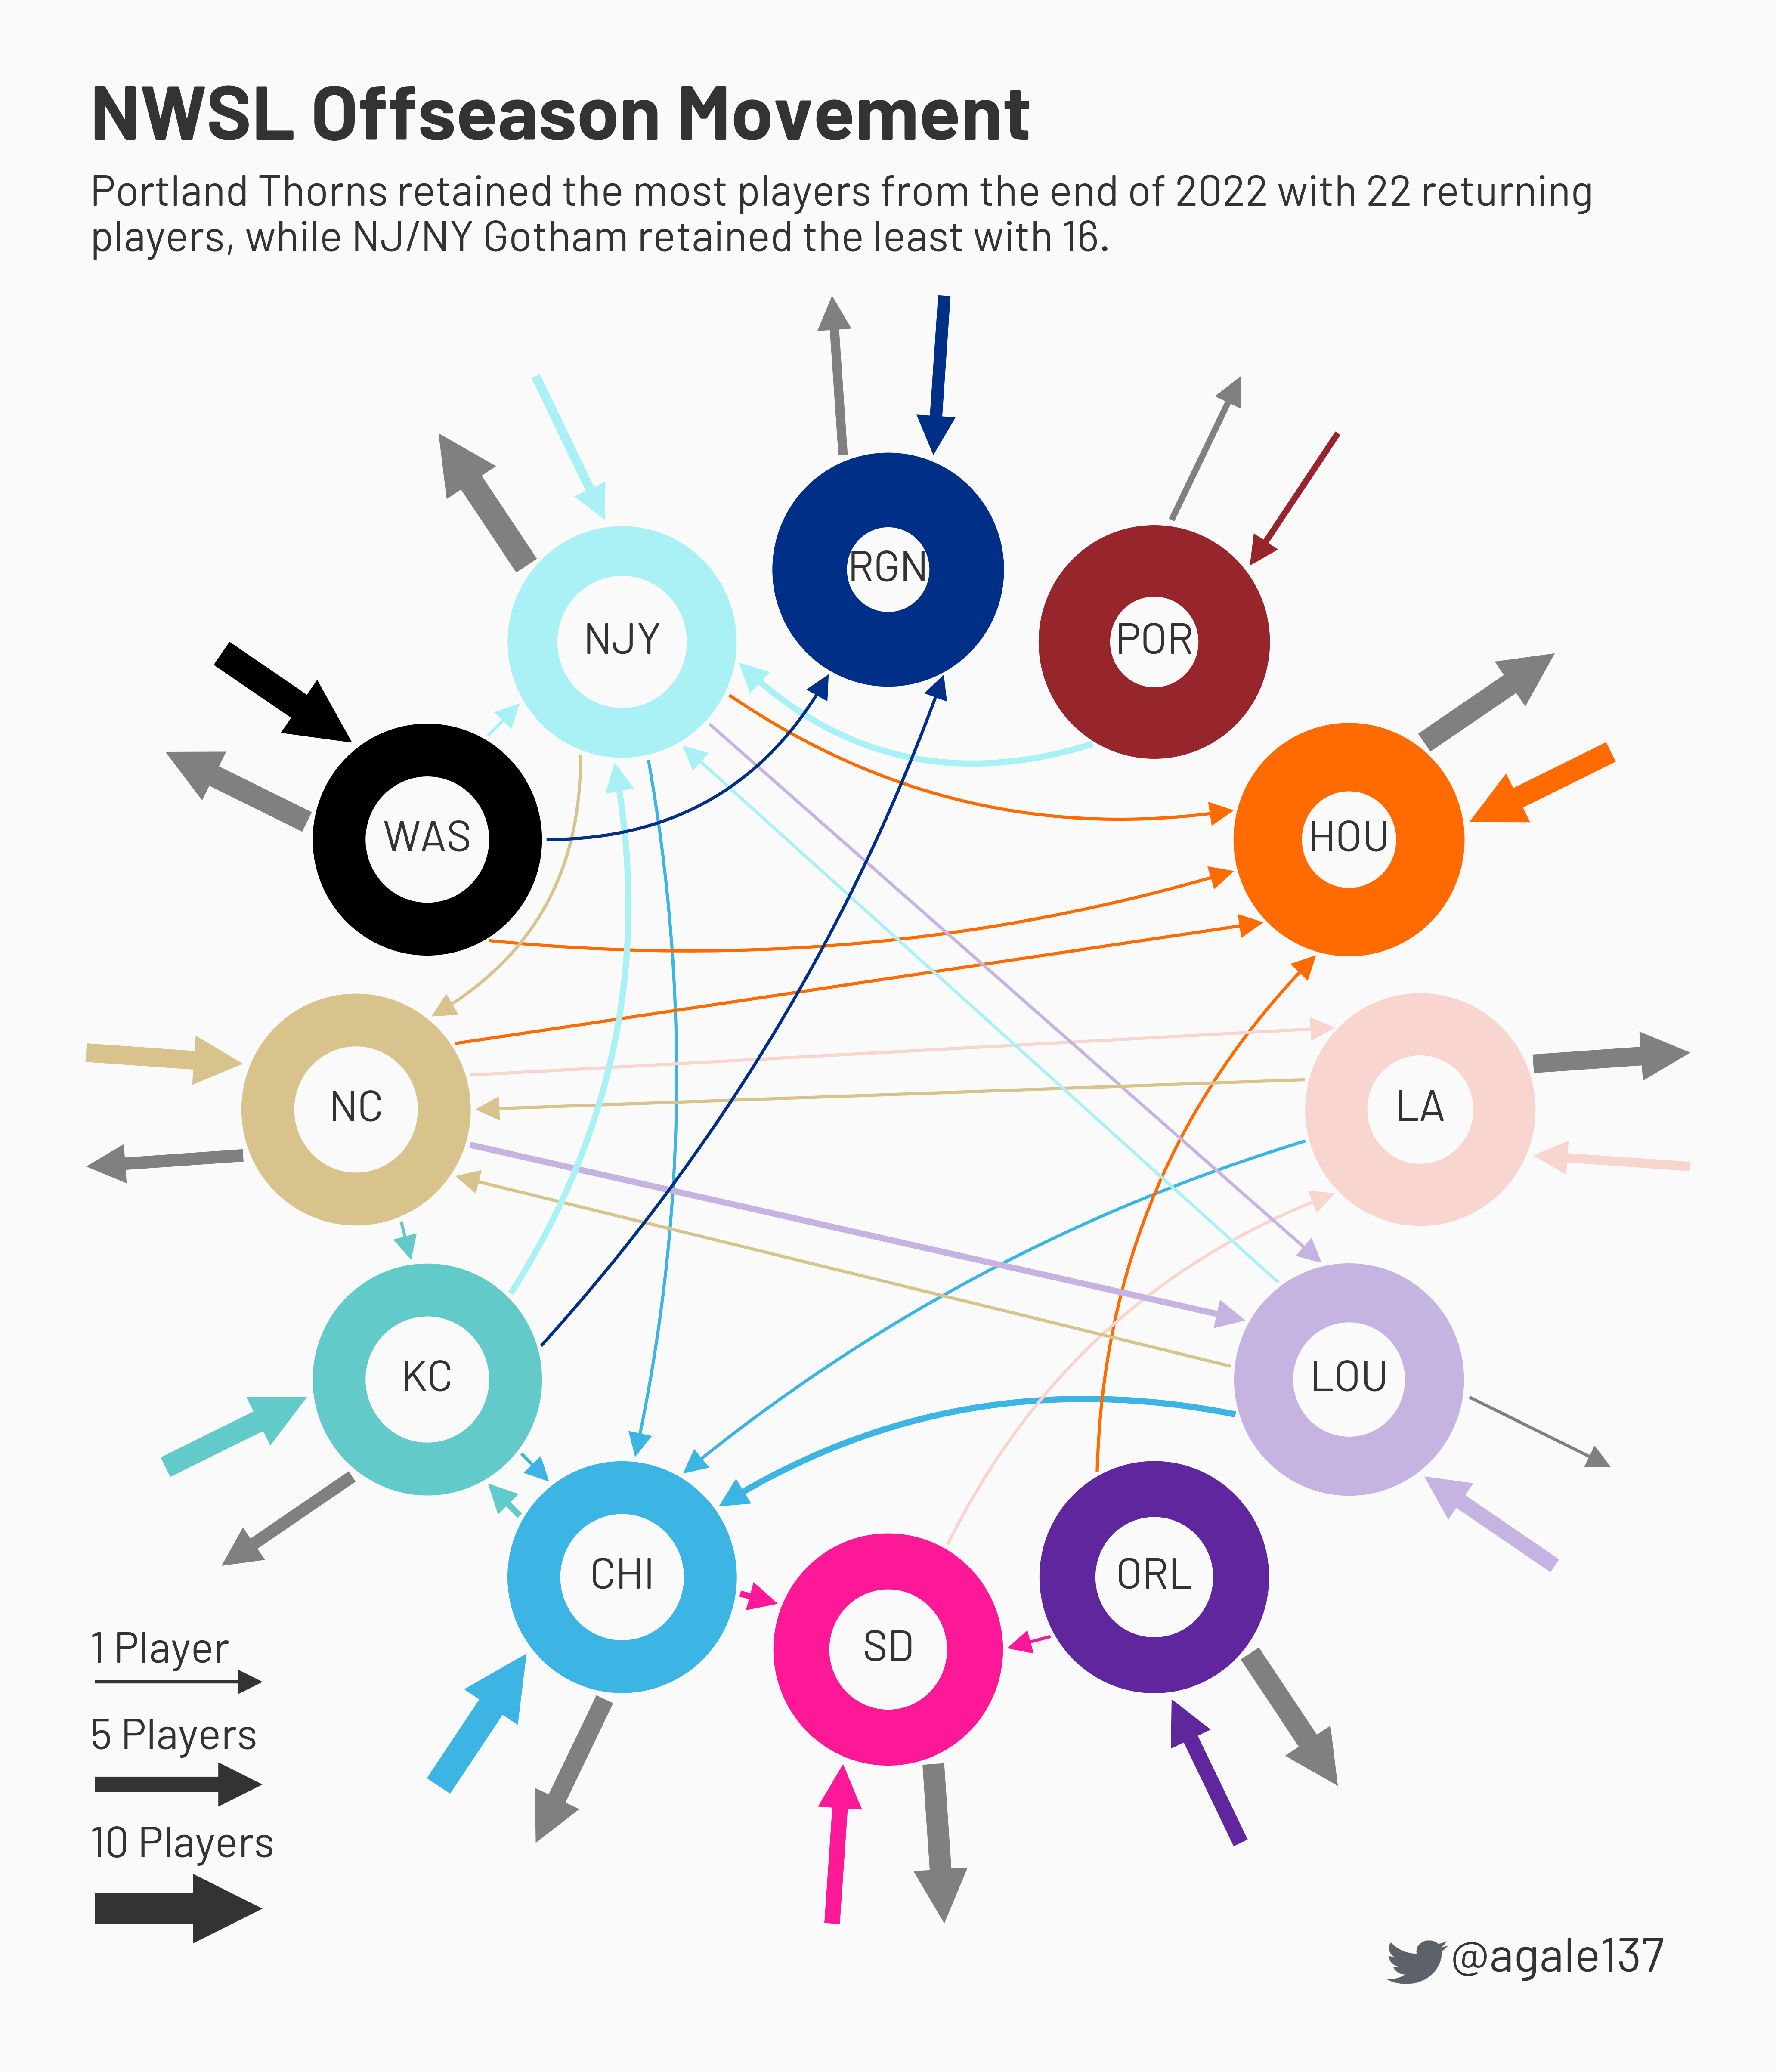 NWSL Offseason Movement
Portland Thorns retained the most players from the end of 2022 with 22 returning
players, while NJ/NY Gotham retained the least with 16.
RGN
NJY
POR
WAS
HOU
NC
LA
KC
LOU
CHI
ORL
SD
1 Player
5 Players
10 Players
@agale137